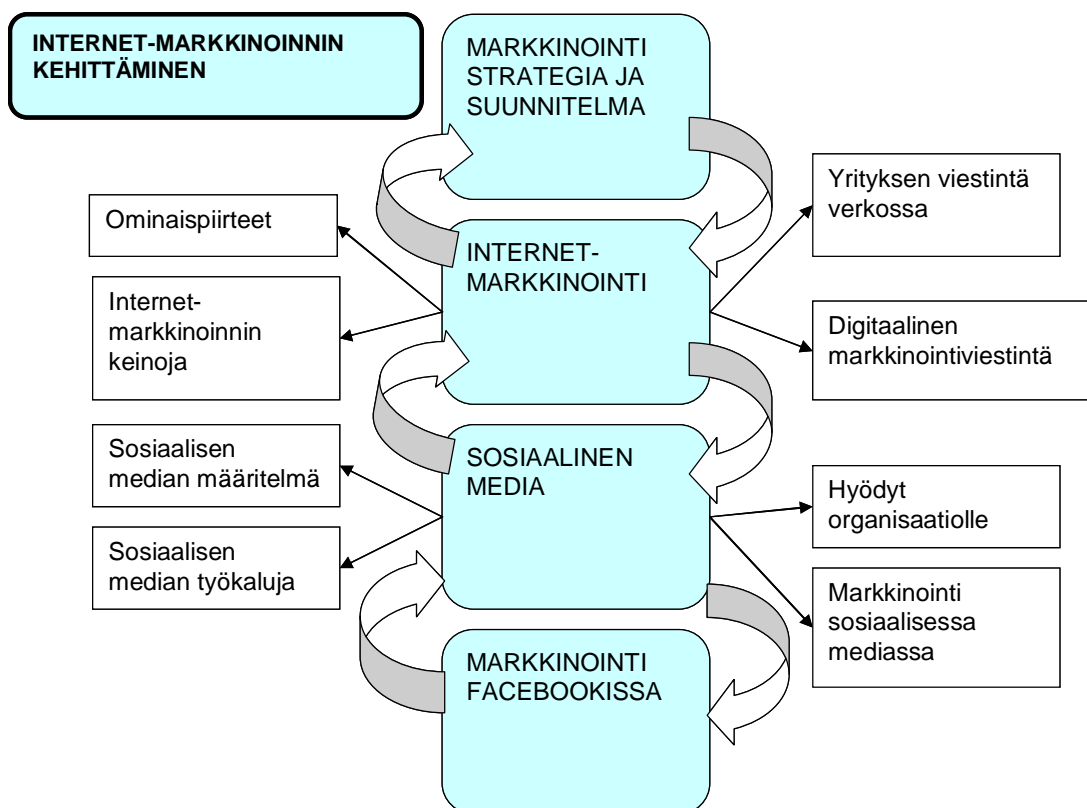 INTERNET-MARKKINOINNIN
KEHITTÄMINEN
MARKKINOINTI
STRATEGIA JA
SUUNNITELMA
Ominaispiirteet
Internet-
markkinoinnin
keinoja
INTERNET-
MARKKINOINTI
Yrityksen viestintä
verkossa
Digitaalinen
markkinointiviestintä
Sosiaalisen
median määritelmä
Sosiaalisen
median työkaluja
SOSIAALINEN
MEDIA
Hyödyt
organisaatiolle
Markkinointi
sosiaalisessa
mediassa
MARKKINOINTI
FACEBOOKISSA